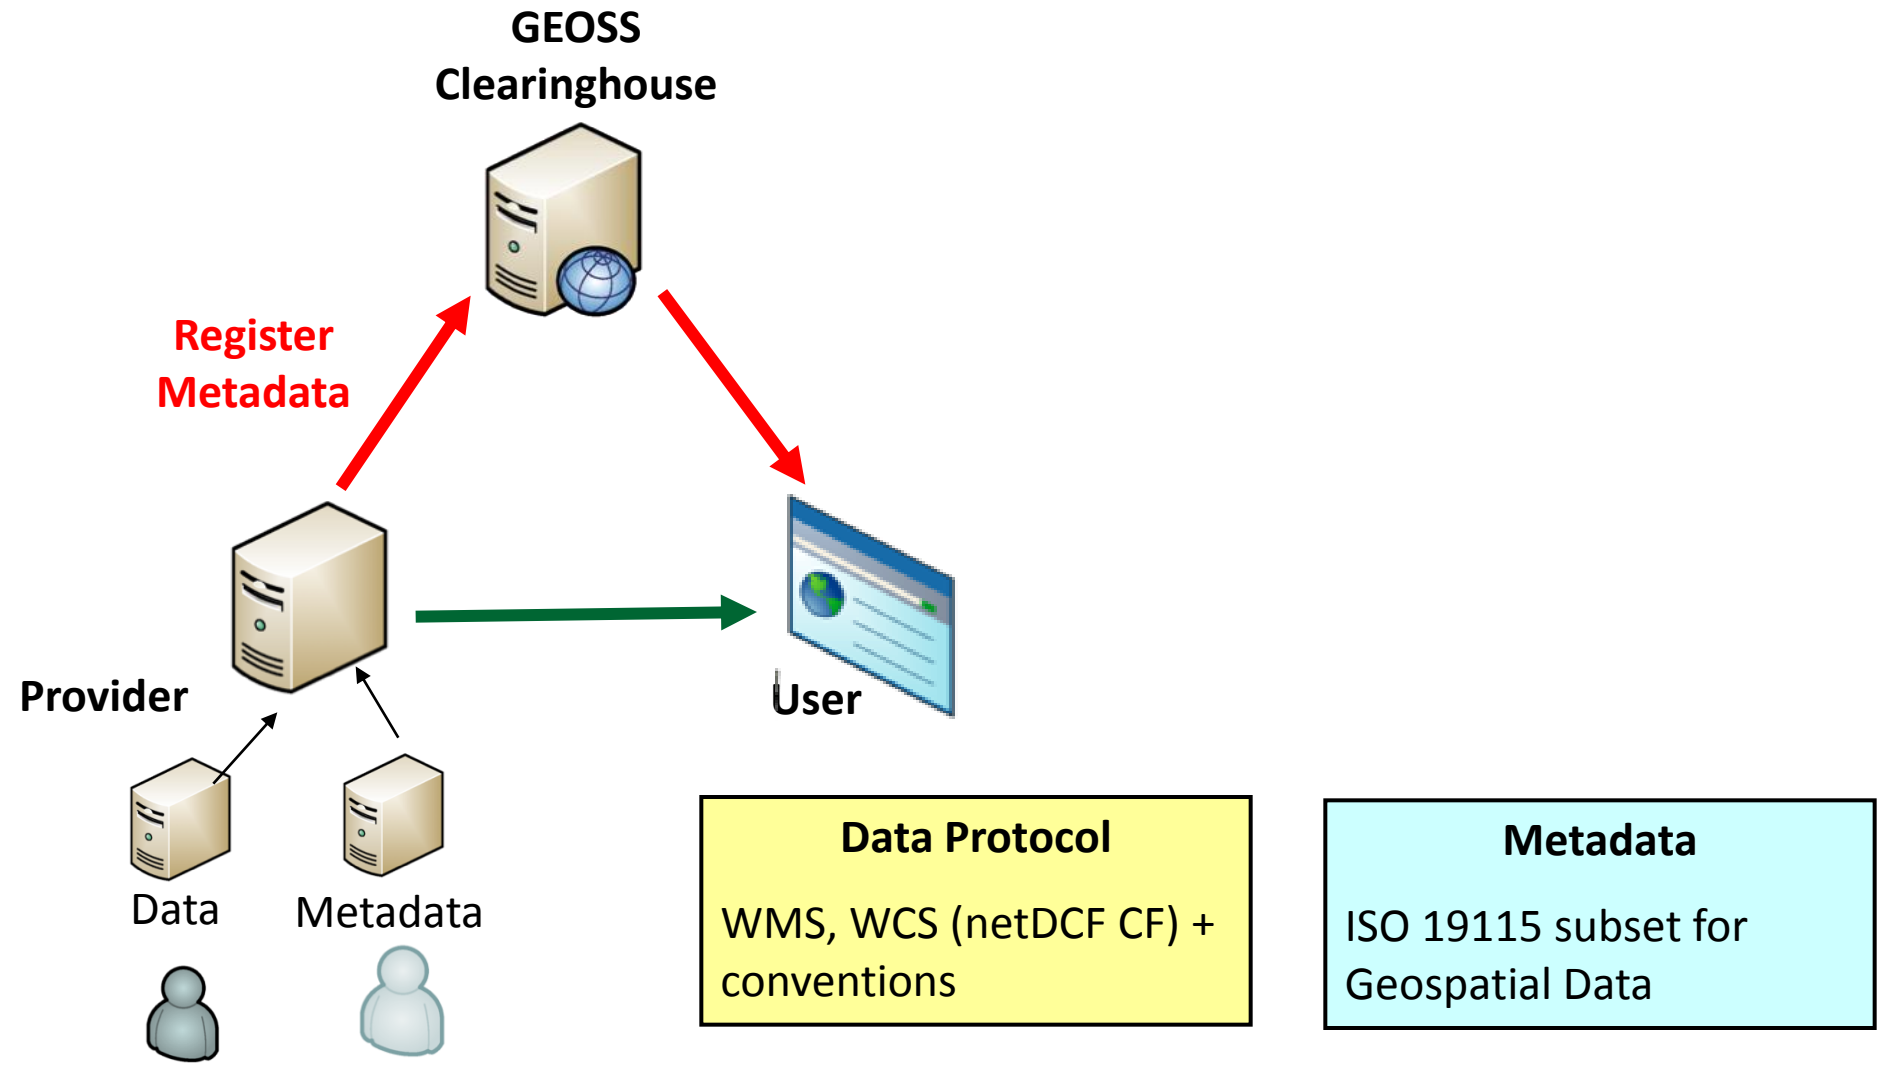 GEOSS
Clearinghouse
Register
Metadata
Provider
User
Data
Metadata
Data Protocol
WMS, WCS (netDCF CF) +
conventions
Metadata
ISO 19115 subset for
Geospatial Data